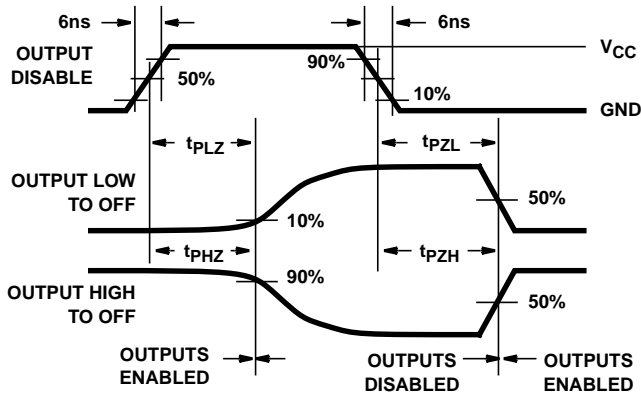 6ns
6ns
OUTPUT
DISABLE
50%
90%
10%
VCC
GND
tPLZ
tPZL
OUTPUT LOW
TO OFF
10%
50%
tPHZ
tPZH
OUTPUT HIGH
TO OFF
90%
50%
OUTPUTS
ENABLED
OUTPUTS
DISABLED
OUTPUTS
ENABLED